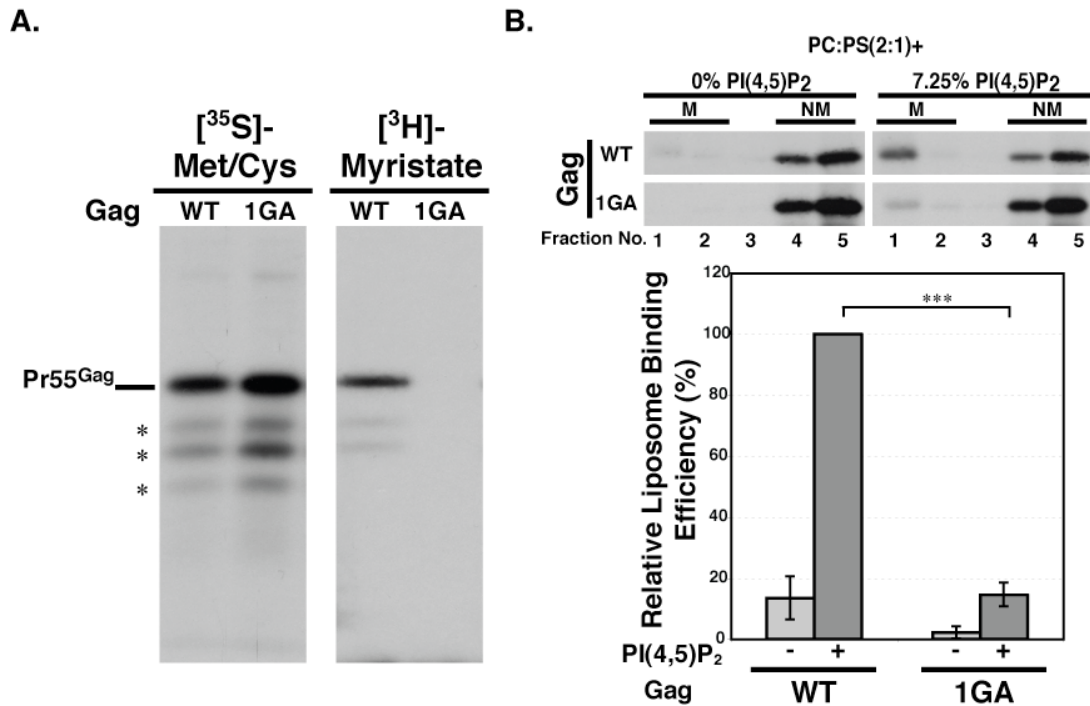 A.
[³⁵S]-
Met/Cys
[³H]-
Myristate
Gag WT 1GA WT 1GA
Pr55ᴳᵃᵍ
*
*
*
B.
PC:PS(2:1)+
0% PI(4,5)P₂ 7.25% PI(4,5)P₂
M NM M NM
Gag
WT
1GA
Fraction No. 1 2 3 4 5 1 2 3 4 5
Relative Liposome Binding
Efficiency (%)
120
100
80
60
40
20
0
***
PI(4,5)P₂ - + - +
Gag WT 1GA